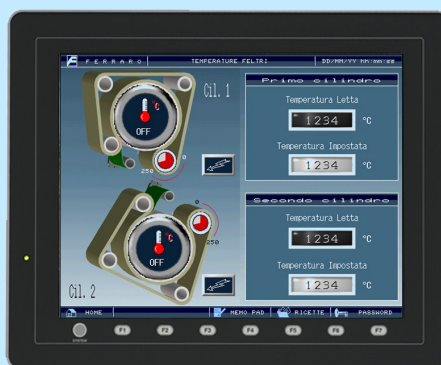 FERRARO TEMPERATURE FELTRI DD/MM/YY hh:mm:ss
Cil. 1
°C
OFF
0
250
Primo cilindro
Temperatura Letta
1234 °C
Temperatura Impostata
1234 °C
Cil. 2
°C
OFF
0
250
Secondo cilindro
Temperatura Letta
1234 °C
Temperatura Impostata
1234 °C
HOME MEMO PAD RICETTE PASSWORD
SYSTEM F1 F2 F3 F4 F5 F6 F7